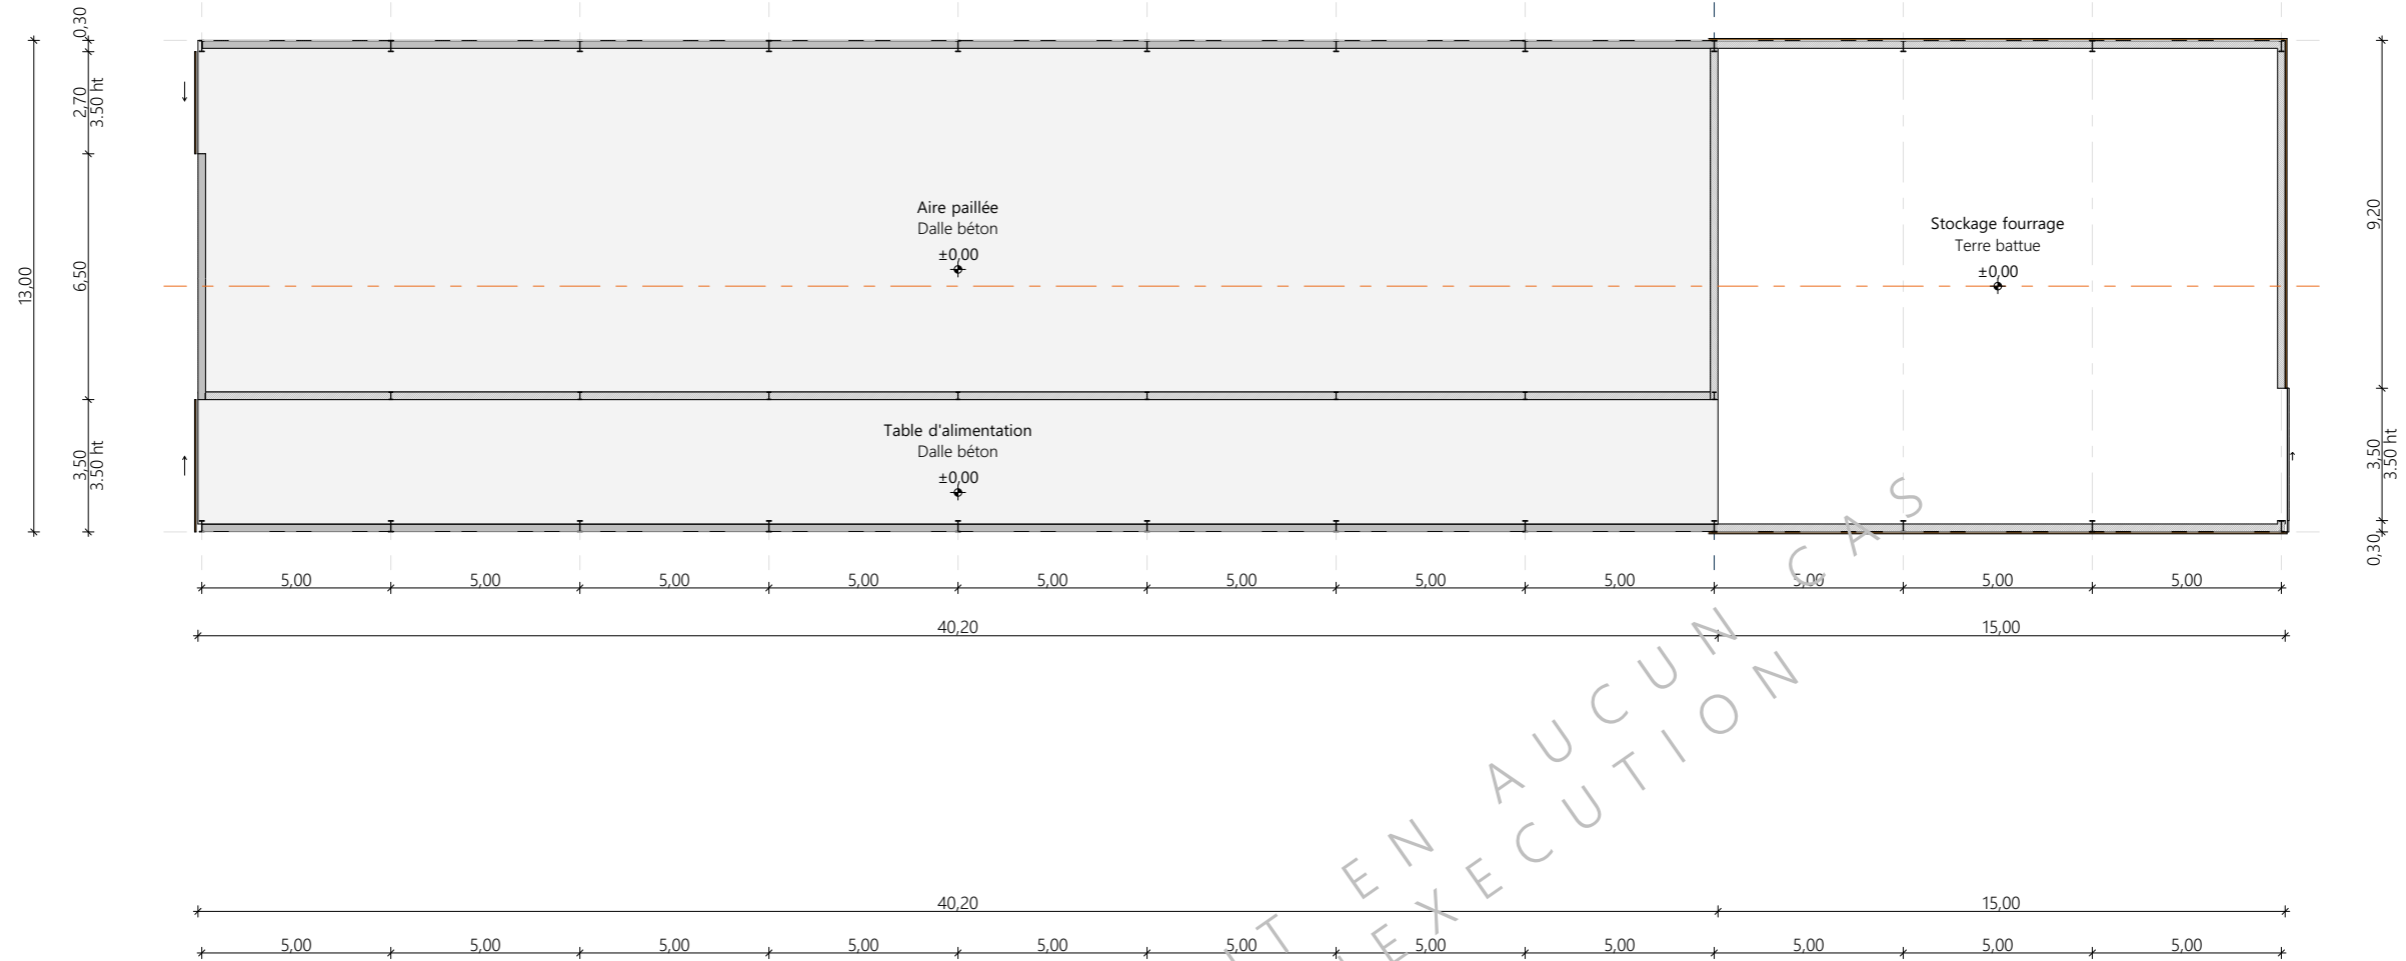 0,30
2,70
3.50 ht
6,50
13,00
3,50
3.50 ht
Aire paillée
Dalle béton
±0,00
Table d'alimentation
Dalle béton
±0,00
Stockage fourrage
Terre battue
±0,00
9,20
3,50
3.50 ht
0,30
5,00 5,00 5,00 5,00 5,00 5,00 5,00 5,00 5,00 5,00 5,00
40,20 15,00
EN AUCUN CAS
EXECUTION
40,20 15,00
5,00 5,00 5,00 5,00 5,00 5,00 5,00 5,00 5,00 5,00 5,00